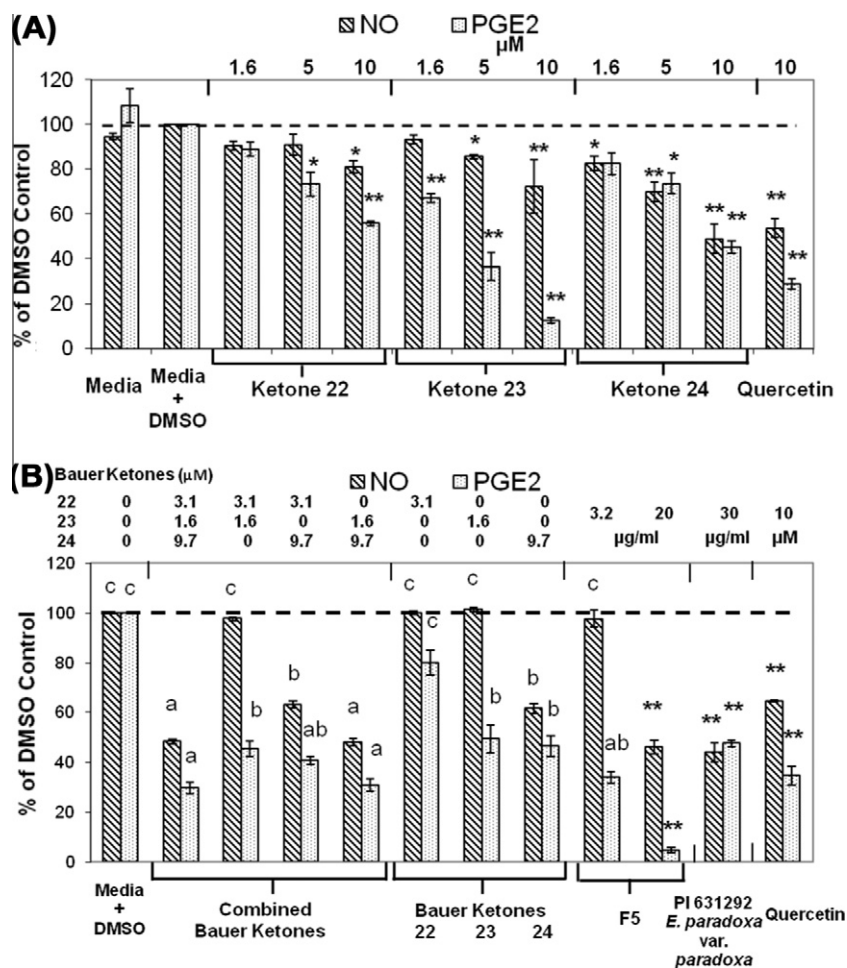 (A)
NO PGE2
µM
1.6 5 10 1.6 5 10 1.6 5 10 10
120
100
80
60
40
20
0
% of DMSO Control
* ** * * ** ** ** ** * ** * ** ** ** **
Media
Media
+
DMSO
Ketone 22 Ketone 23 Ketone 24 Quercetin
(B)
Bauer Ketones (µM) NO PGE2
22 0 3.1 3.1 3.1 0 3.1 0 0
23 0 1.6 1.6 0 1.6 0 1.6 0
24 0 9.7 0 9.7 9.7 0 0 9.7
3.2 20 30 10
µg/ml µg/ml µM
120
100
80
60
40
20
0
% of DMSO Control
c c a a c b b ab a a c c c b b b c ab ** ** ** ** ** **
Media
+
DMSO
Combined
Bauer Ketones
Bauer Ketones
22 23 24
F5
PI 631292
E. paradoxa
var.
paradoxa
Quercetin